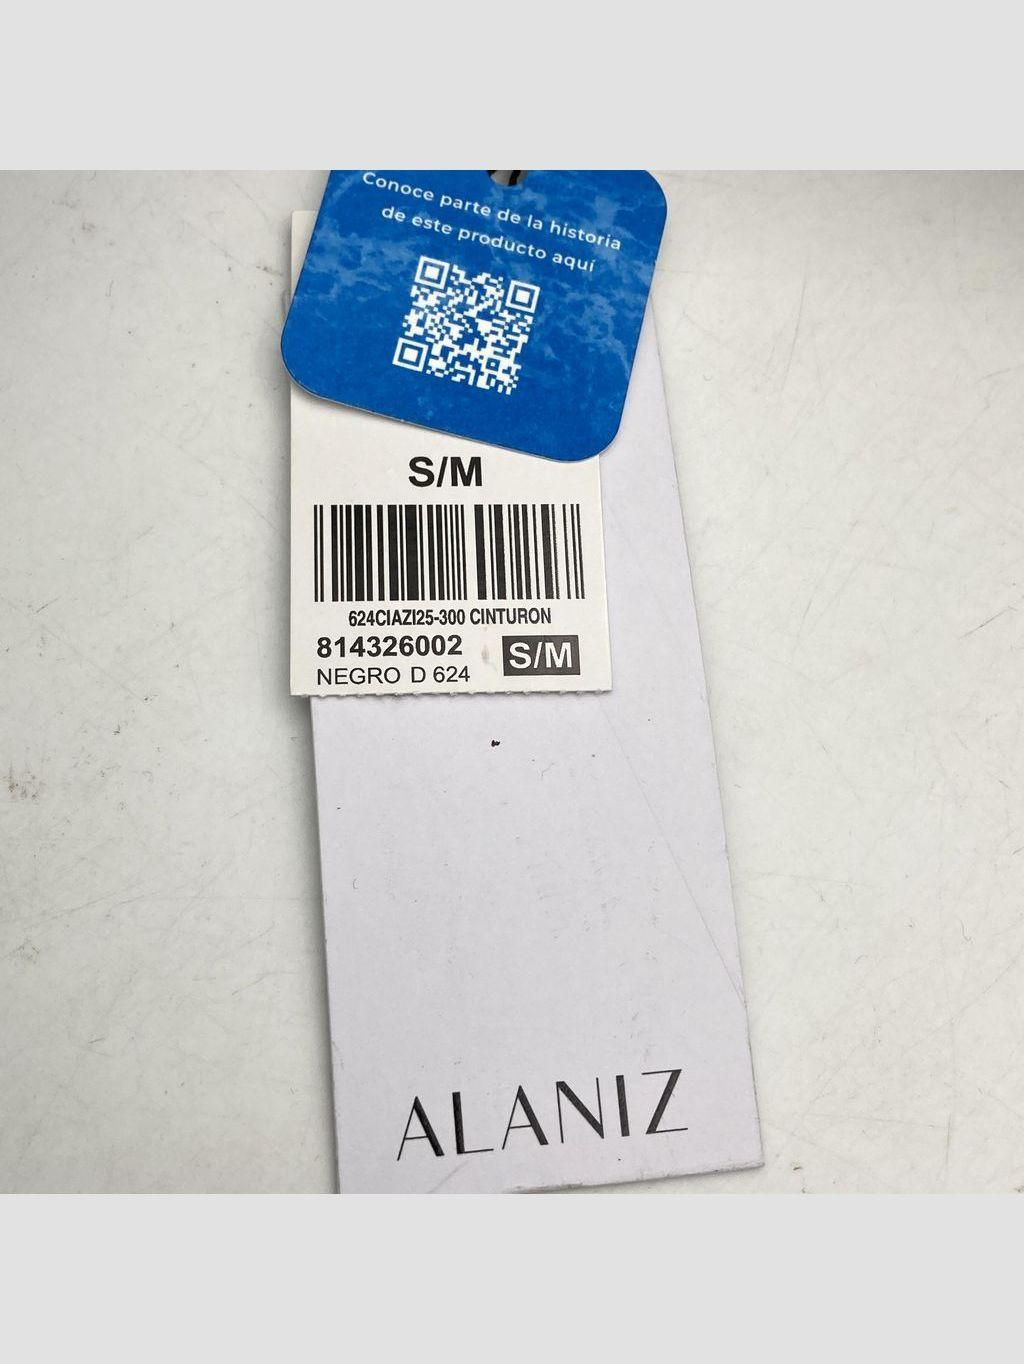 Conoce parte de la historia
de este producto aquí
S/M
624CIAZI25-300 CINTURON
814326002
S/M
NEGRO D 624
ALANIZ